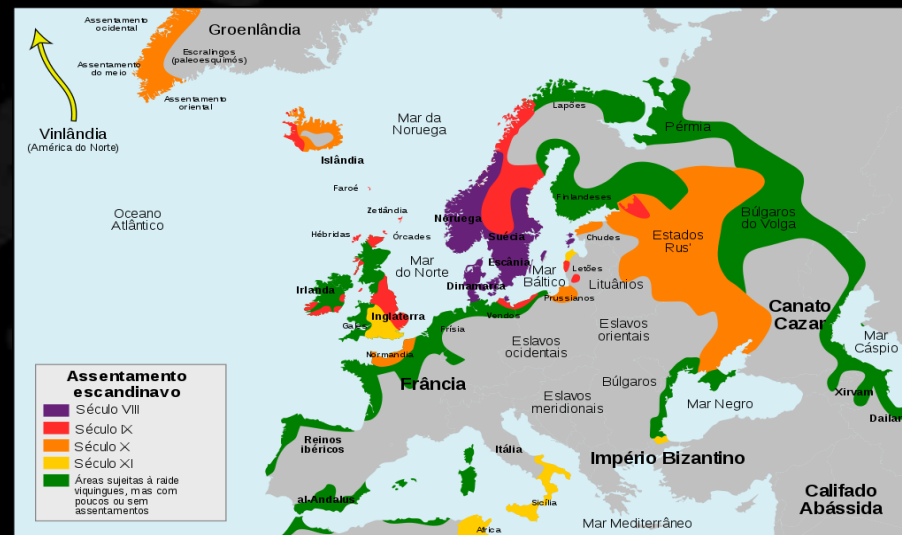 Assentamento
ocidental
Groenlândia
Escralingos
(paleoesquimós)
Assentamento
do meio
Assentamento
oriental
Vinlândia
(América do Norte)
Mar da
Noruega
Lapões
Pérmia
Islândia
Faroé
Finlandeses
Oceano
Atlântico
Zetlândia
Noruega
Búlgaros
do Volga
Hébridas
Órcades
Suécia
Chudes
Estados
Rus'
Mar
do Norte
Escânia
Mar
Báltico
Letões
Irlanda
Dinamarca
Lituânios
Prussianos
Canato
Cazar
Inglaterra
Vendos
Gales
Frísia
Eslavos
orientais
Mar
Cáspio
Normandia
Eslavos
ocidentais
Assentamento
escandinavo
Século VIII
Século IX
Século X
Século XI
Áreas sujeitas à raide
viquingues, mas com
poucos ou sem
assentamentos
Frância
Búlgaros
Xirvam
Eslavos
meridionais
Mar Negro
Dailam
Reinos
ibéricos
Itália
Império Bizantino
al-Andalus
Sicília
Califado
Abássida
Africa
Mar Mediterrâneo